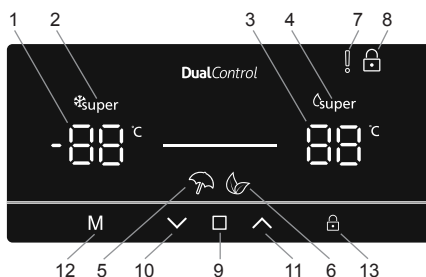 1 2 3 4 7 8
DualControl
super super
-88 °C 88 °C
M
12 5 10 9 11 6 13